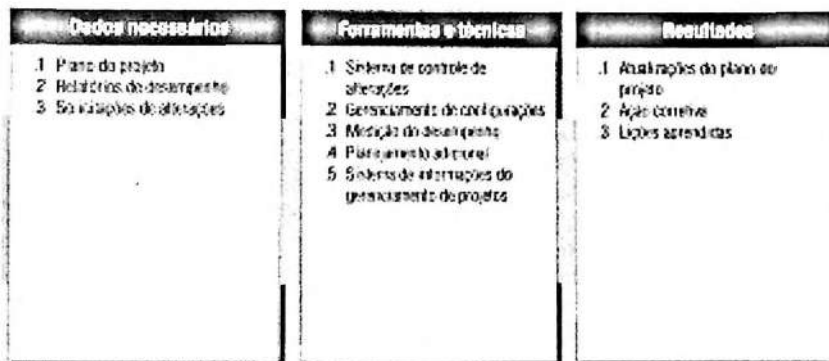 Dados necessários
.1 Plano do projeto
.2 Relatórios de desempenho
.3 Solicitações de alterações
Ferramentas e técnicas
.1 Sistema de controle de
alterações
.2 Gerenciamento de configurações
.3 Medição do desempenho
.4 Planejamento adicional
.5 Sistema de informações do
gerenciamento de projetos
Resultados
.1 Atualizações do plano do
projeto
.2 Ação corretiva
.3 Lições aprendidas